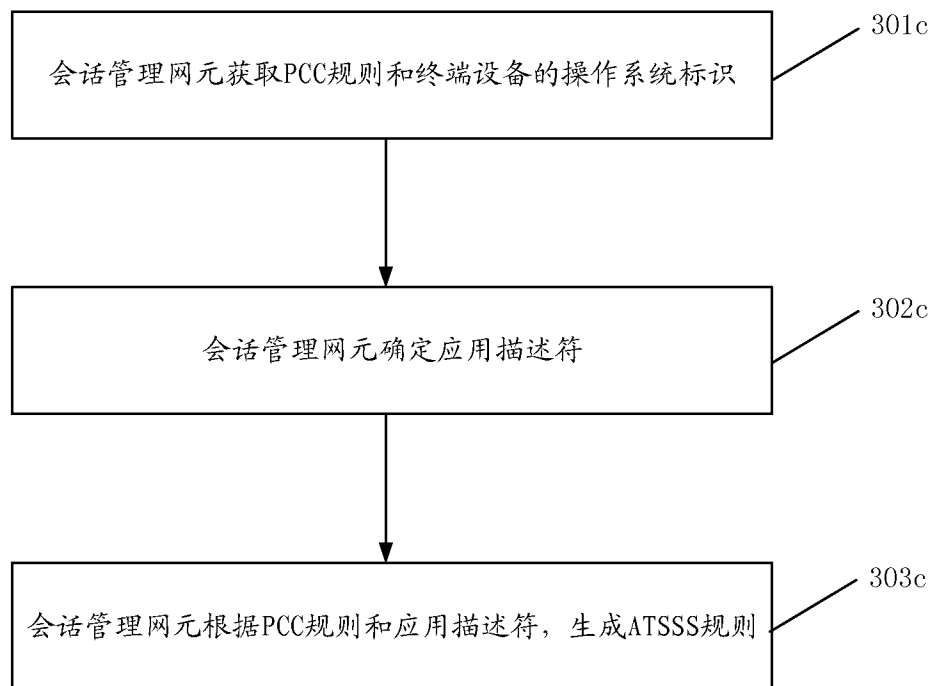 301c
会话管理网元获取PCC规则和终端设备的操作系统标识
302c
会话管理网元确定应用描述符
303c
会话管理网元根据PCC规则和应用描述符，生成ATSSS规则